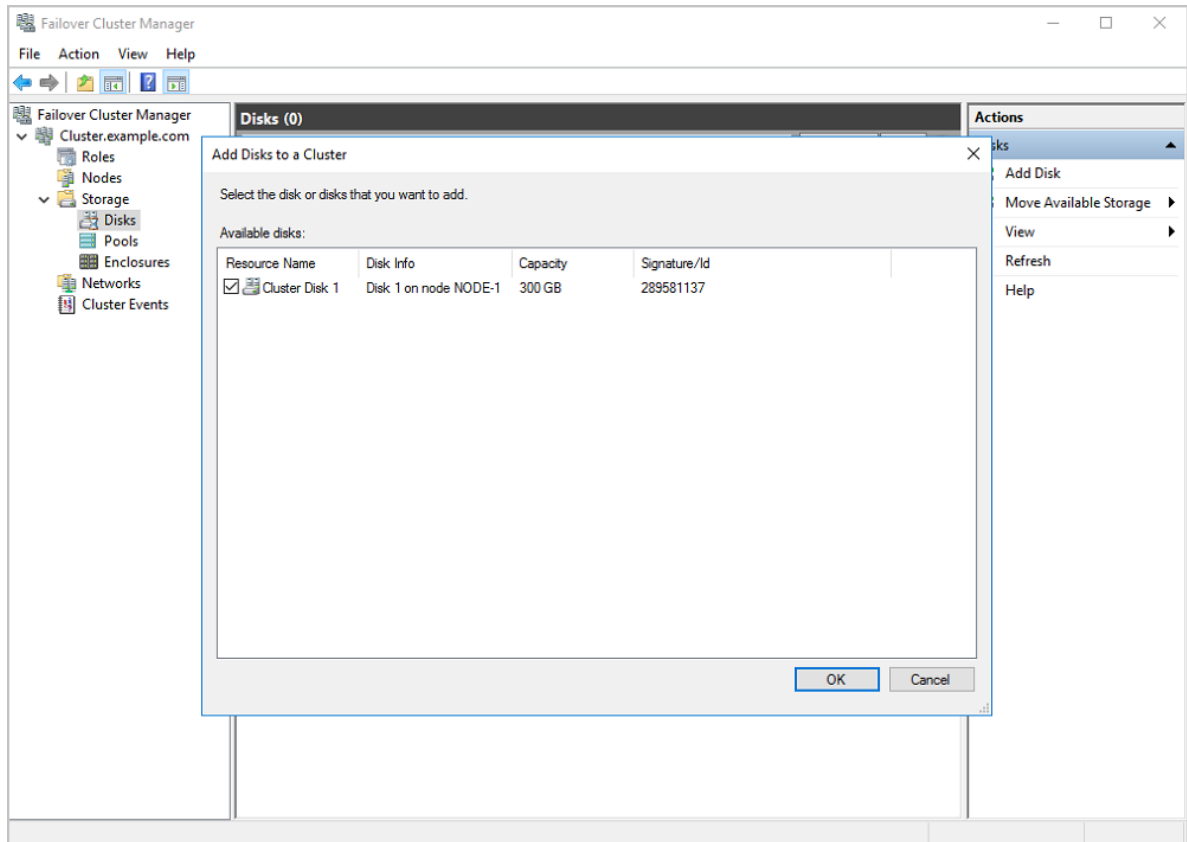 Failover Cluster Manager
File Action View Help
Failover Cluster Manager
Cluster.example.com
Roles
Nodes
Storage
Disks
Pools
Enclosures
Networks
Cluster Events
Disks (0)
Add Disks to a Cluster
Select the disk or disks that you want to add.
Available disks:
Resource Name Disk Info Capacity Signature/Id
Cluster Disk 1 Disk 1 on node NODE-1 300 GB 289581137
OK Cancel
Actions
sks
Add Disk
Move Available Storage
View
Refresh
Help